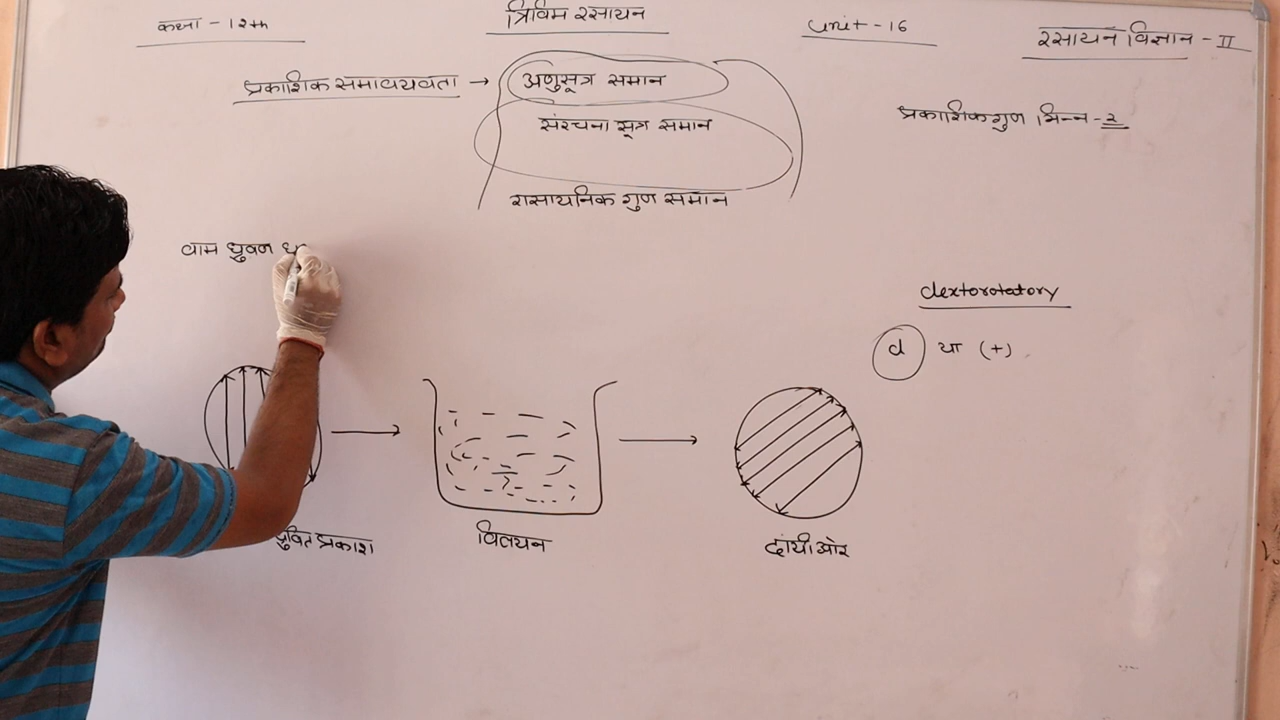 कक्षा - 12th
त्रिविम रसायन
Unit - 16
रसायन विज्ञान - II
प्रकाशिक समावयवता → अणुसूत्र समान
संरचना सूत्र समान
रासायनिक गुण समान
प्रकाशिक गुण भिन्न - 2
वाम ध्रुवण
dextorotatory
d या (+)
प्रकाश
विलयन
दांयी ओर